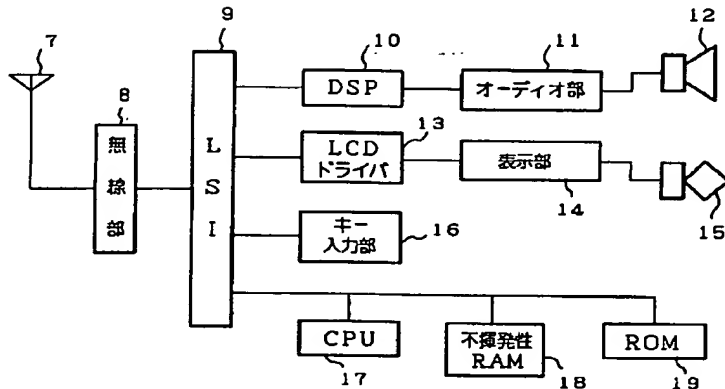 7
8
無線部
9
LSI
10
DSP
11
オーディオ部
12
13
LCD
ドライバ
表示部
14
15
キー
入力部
16
CPU
17
不揮発性
RAM
18
ROM
19